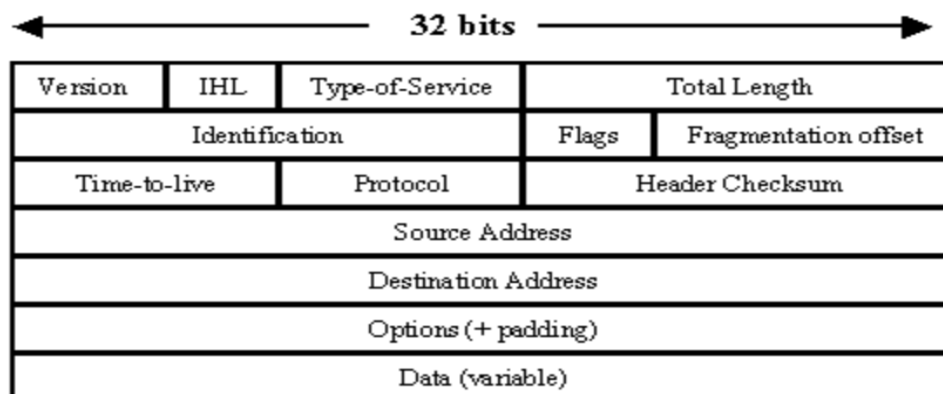 32 bits
Version IHL Type-of-Service Total Length
Identification Flags Fragmentation offset
Time-to-live Protocol Header Checksum
Source Address
Destination Address
Options (+ padding)
Data (variable)